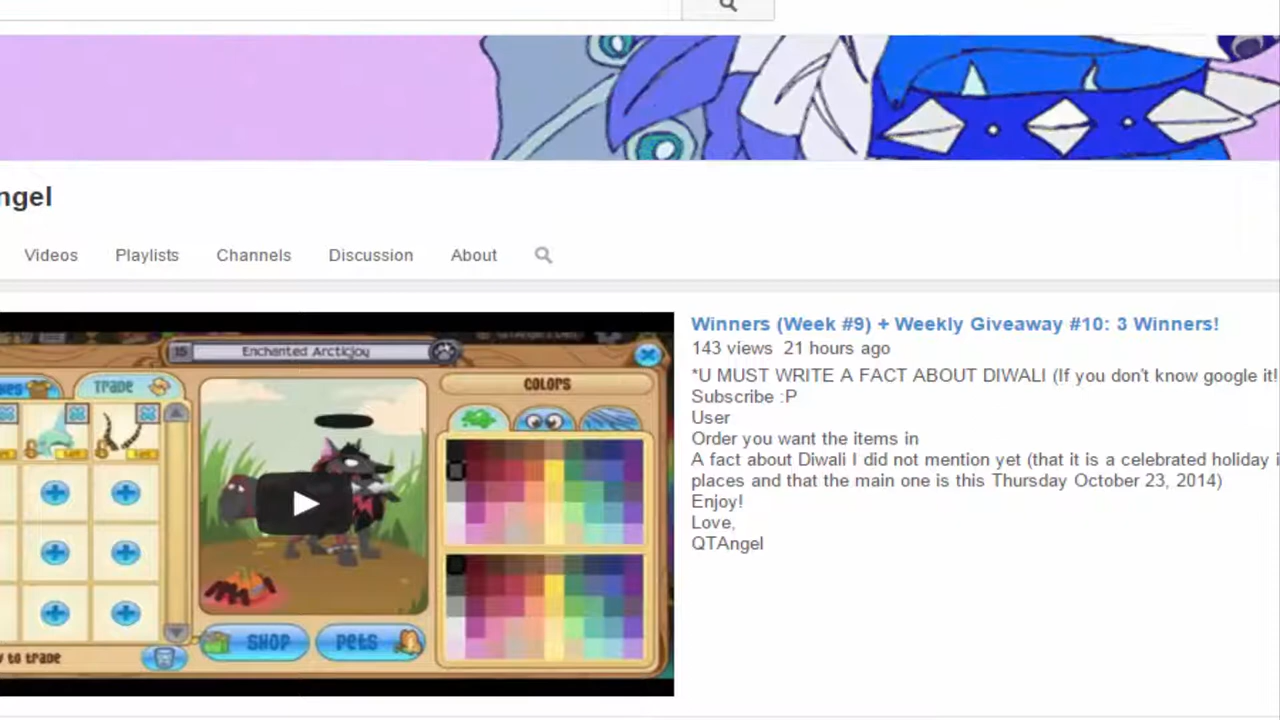 ngel
Videos Playlists Channels Discussion About
Winners (Week #9) + Weekly Giveaway #10: 3 Winners!
143 views 21 hours ago
*U MUST WRITE A FACT ABOUT DIWALI (If you don't know google it!
Subscribe :P
User
Order you want the items in
A fact about Diwali I did not mention yet (that it is a celebrated holiday i
places and that the main one is this Thursday October 23, 2014)
Enjoy!
Love,
QTAngel
15 Enchanted Arcticjoy
TRADE
COLORS
SHOP PETS
to trade